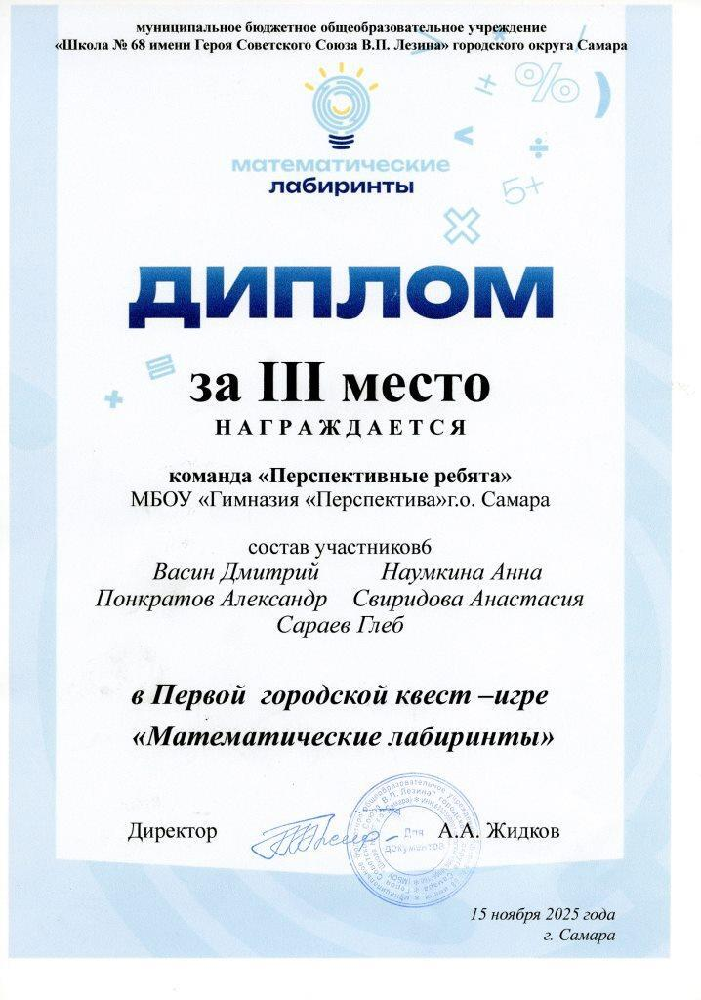 муниципальное бюджетное общеобразовательное учреждение
«Школа № 68 имени Героя Советского Союза В.П. Лезина» городского округа Самара
математические
лабиринты
ДИПЛОМ
за III место
НАГРАЖДАЕТСЯ
команда «Перспективные ребята»
МБОУ «Гимназия «Перспектива»г.о. Самара
состав участников6
Васин Дмитрий Наумкина Анна
Понкратов Александр Свиридова Анастасия
Сараев Глеб
в Первой городской квест –игре
«Математические лабиринты»
Директор А.А. Жидков
Для
документов
15 ноября 2025 года
г. Самара